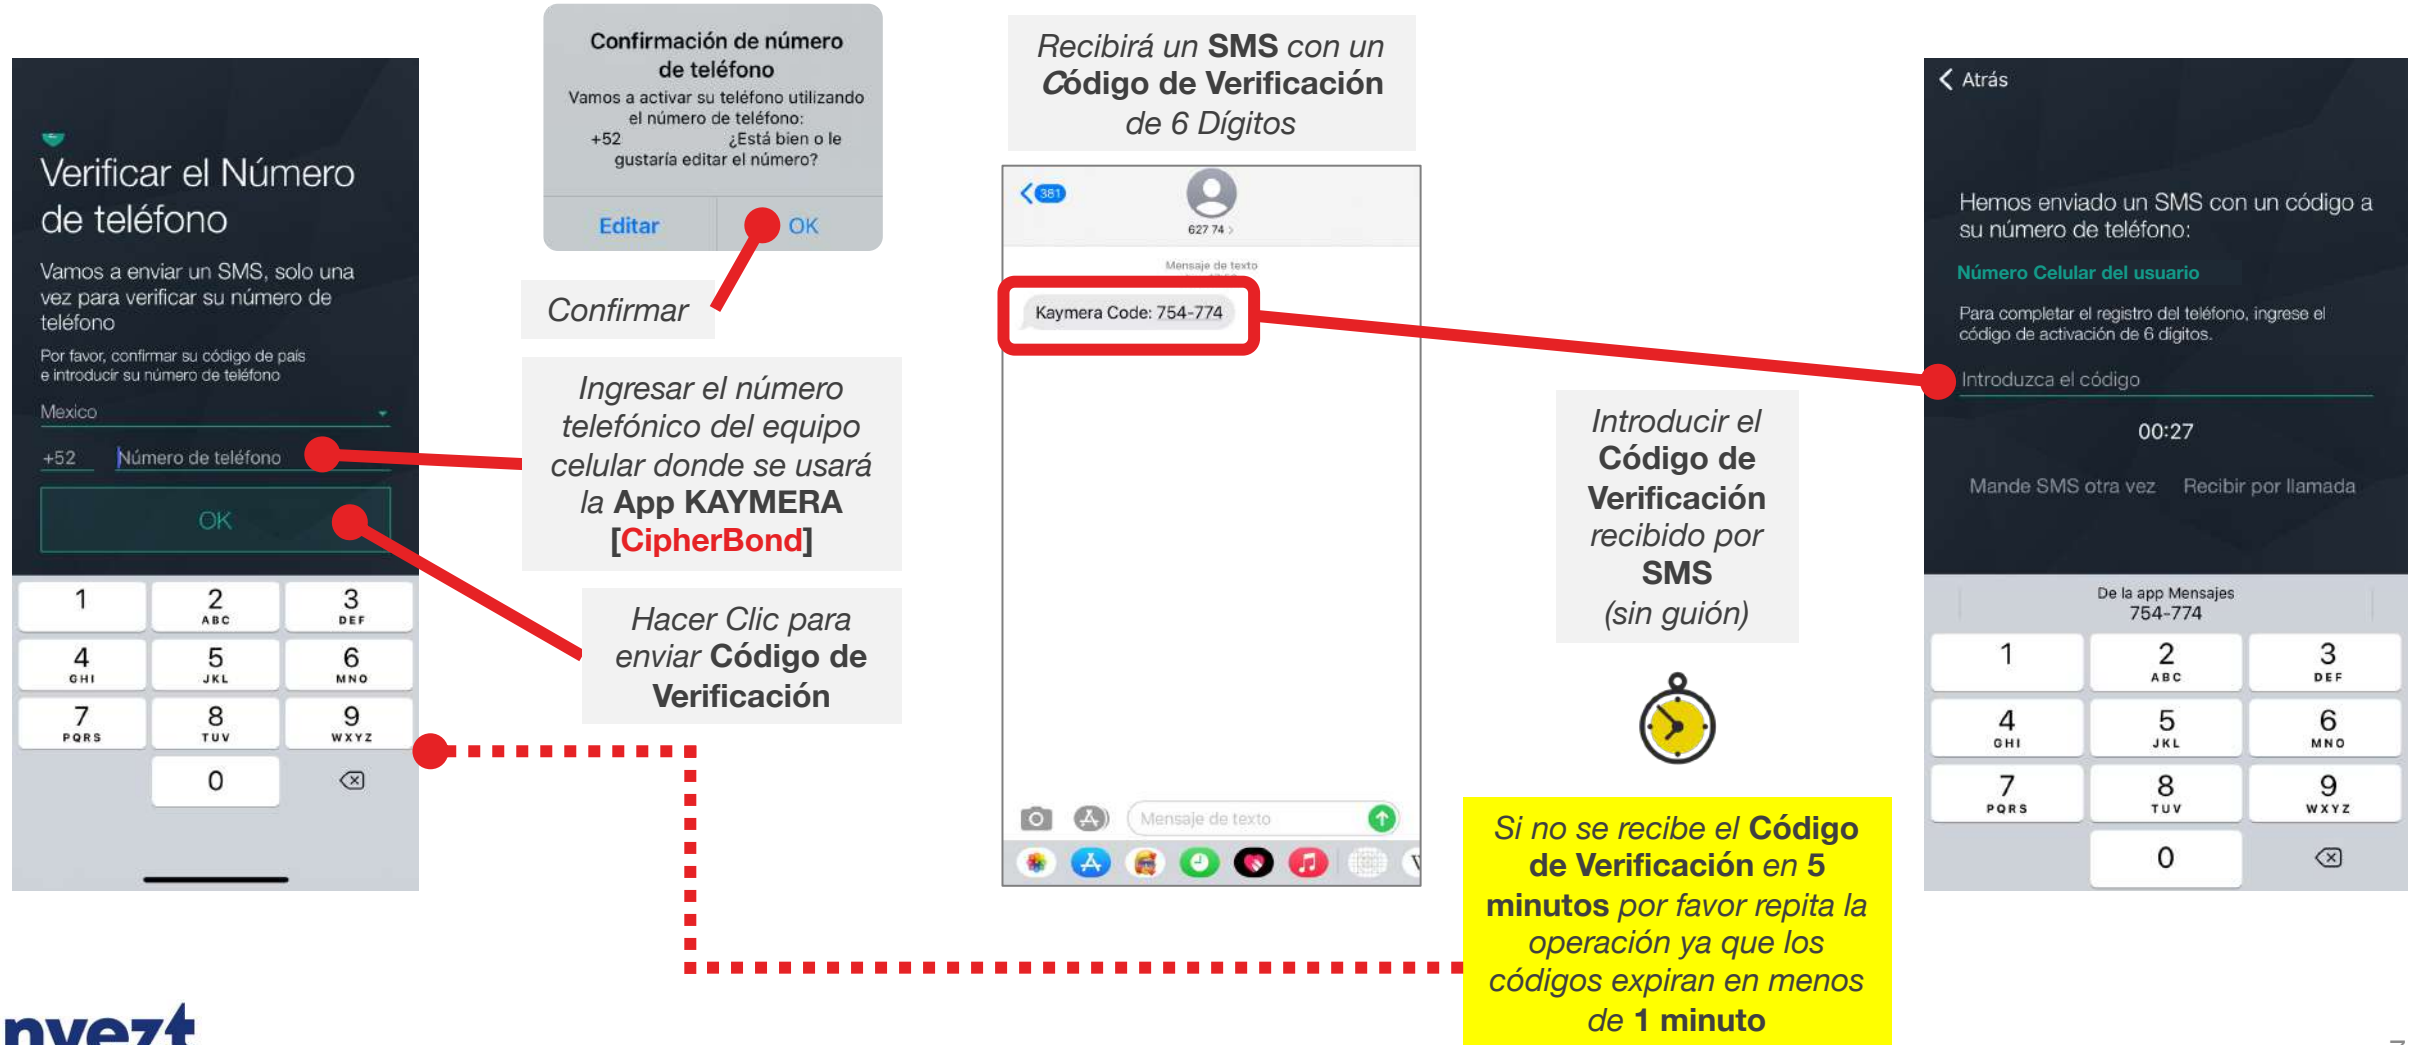 Verificar el Número
de teléfono
Vamos a enviar un SMS, solo una
vez para verificar su número de
teléfono
Por favor, confirmar su código de país
e introducir su número de teléfono
Mexico
+52 Número de teléfono
OK
1
2
ABC
3
DEF
4
GHI
5
JKL
6
MNO
7
PQRS
8
TUV
9
WXYZ
0
Confirmación de número
de teléfono
Vamos a activar su teléfono utilizando
el número de teléfono:
+52 ¿Está bien o le
gustaría editar el número?
Editar OK
Confirmar
Ingresar el número
telefónico del equipo
celular donde se usará
la App KAYMERA
[CipherBond]
Hacer Clic para
enviar Código de
Verificación
Recibirá un SMS con un
Código de Verificación
de 6 Dígitos
381
627 74
Mensaje de texto
Kaymera Code: 754-774
Mensaje de texto
Introducir el
Código de
Verificación
recibido por
SMS
(sin guión)
Si no se recibe el Código
de Verificación en 5
minutos por favor repita la
operación ya que los
códigos expiran en menos
de 1 minuto
Atrás
Hemos enviado un SMS con un código a
su número de teléfono:
Número Celular del usuario
Para completar el registro del teléfono, ingrese el
código de activación de 6 dígitos.
Introduzca el código
00:27
Mande SMS otra vez Recibir por llamada
De la app Mensajes
754-774
1
2
ABC
3
DEF
4
GHI
5
JKL
6
MNO
7
PQRS
8
TUV
9
WXYZ
0
nyezt